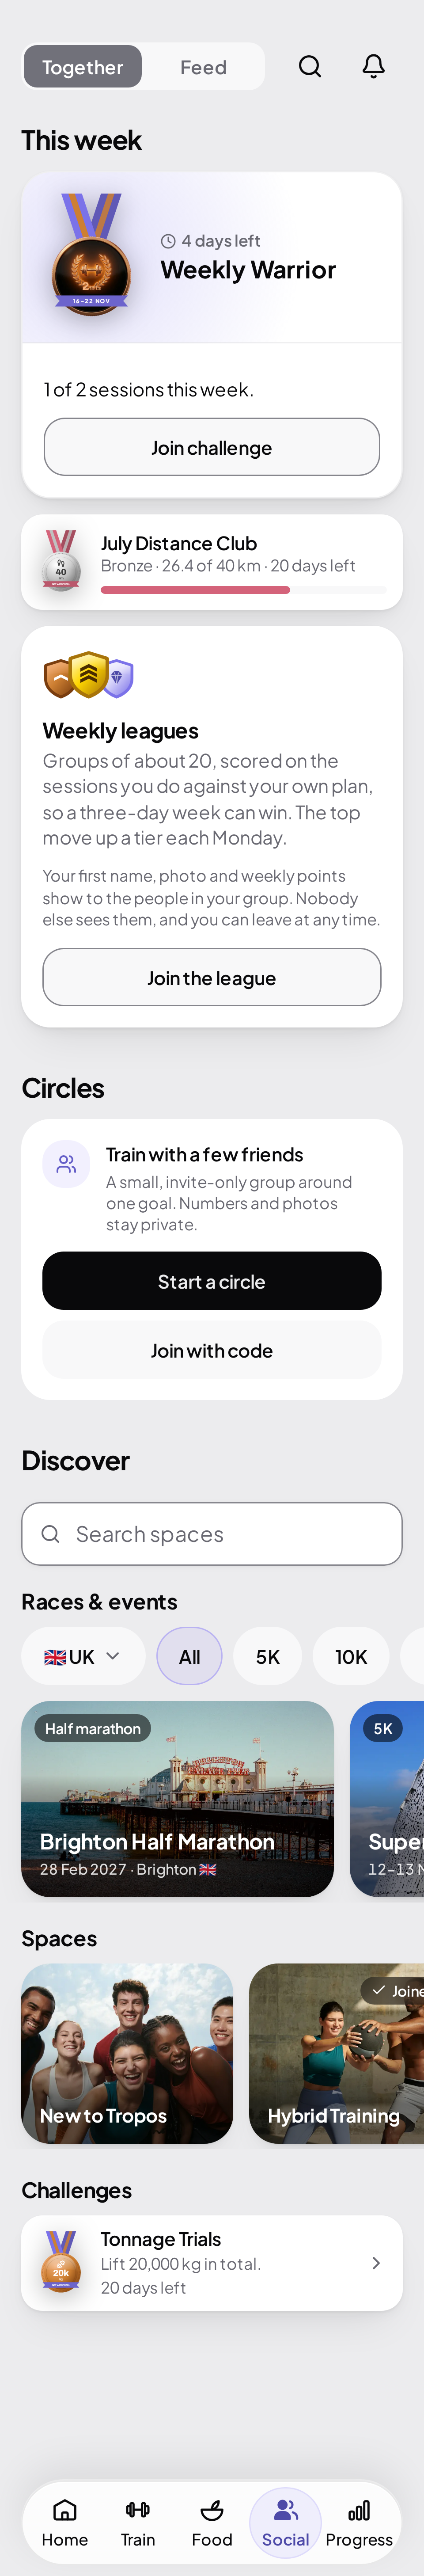 Together
Feed
This week
4 days left
Weekly Warrior
16-22 NOV
1 of 2 sessions this week.
Join challenge
July Distance Club
Bronze · 26.4 of 40 km · 20 days left
40
Weekly leagues
Groups of about 20, scored on the
sessions you do against your own plan,
so a three-day week can win. The top
move up a tier each Monday.
Your first name, photo and weekly points
show to the people in your group. Nobody
else sees them, and you can leave at any time.
Join the league
Circles
Train with a few friends
A small, invite-only group around
one goal. Numbers and photos
stay private.
Start a circle
Join with code
Discover
Search spaces
Races & events
UK
All
5K
10K
Half marathon
5K
Brighton Half Marathon
28 Feb 2027 · Brighton
Super
12–13 N
Spaces
Joine
New to Tropos
Hybrid Training
Challenges
Tonnage Trials
Lift 20,000 kg in total.
20 days left
20k
Home
Train
Food
Social
Progress